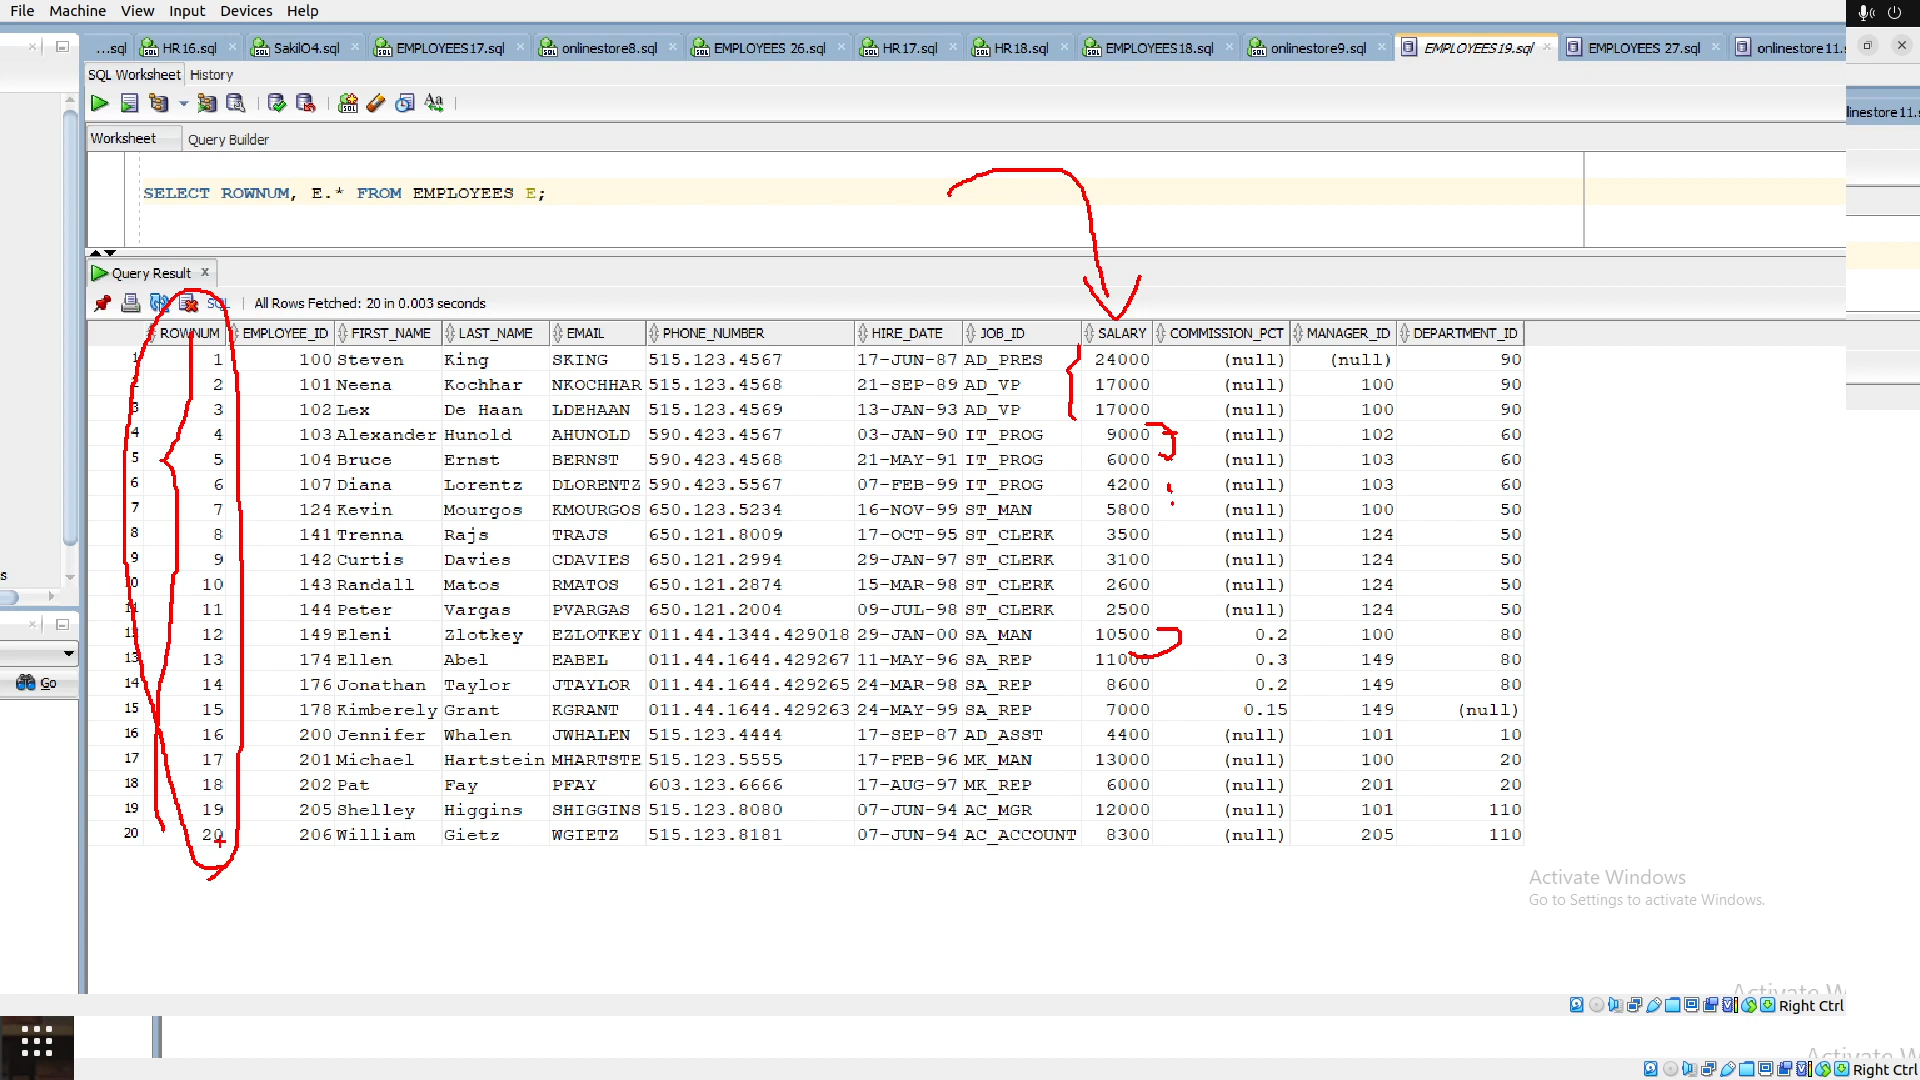 File Machine View Input Devices Help
...sql HR16.sql SakilO4.sql EMPLOYEES17.sql onlinestore8.sql EMPLOYEES 26.sql HR17.sql HR18.sql EMPLOYEES18.sql onlinestore9.sql EMPLOYEES19.sql EMPLOYEES 27.sql onlinestore11.s
SQL Worksheet History
linestore11.s
Worksheet Query Builder
SELECT ROWNUM, E.* FROM EMPLOYEES E;
Query Result
SQL All Rows Fetched: 20 in 0.003 seconds
ROWNUM EMPLOYEE_ID FIRST_NAME LAST_NAME EMAIL PHONE_NUMBER HIRE_DATE JOB_ID SALARY COMMISSION_PCT MANAGER_ID DEPARTMENT_ID
1 1 100 Steven King SKING 515.123.4567 17-JUN-87 AD_PRES 24000 (null) (null) 90
2 2 101 Neena Kochhar NKOCHHAR 515.123.4568 21-SEP-89 AD_VP 17000 (null) 100 90
3 3 102 Lex De Haan LDEHAAN 515.123.4569 13-JAN-93 AD_VP 17000 (null) 100 90
4 4 103 Alexander Hunold AHUNOLD 590.423.4567 03-JAN-90 IT_PROG 9000 (null) 102 60
5 5 104 Bruce Ernst BERNST 590.423.4568 21-MAY-91 IT_PROG 6000 (null) 103 60
6 6 107 Diana Lorentz DLORENTZ 590.423.5567 07-FEB-99 IT_PROG 4200 (null) 103 60
7 7 124 Kevin Mourgos KMOURGOS 650.123.5234 16-NOV-99 ST_MAN 5800 (null) 100 50
8 8 141 Trenna Rajs TRAJS 650.121.8009 17-OCT-95 ST_CLERK 3500 (null) 124 50
9 9 142 Curtis Davies CDAVIES 650.121.2994 29-JAN-97 ST_CLERK 3100 (null) 124 50
10 10 143 Randall Matos RMATOS 650.121.2874 15-MAR-98 ST_CLERK 2600 (null) 124 50
11 11 144 Peter Vargas PVARGAS 650.121.2004 09-JUL-98 ST_CLERK 2500 (null) 124 50
12 12 149 Eleni Zlotkey EZLOTKEY 011.44.1344.429018 29-JAN-00 SA_MAN 10500 0.2 100 80
13 13 174 Ellen Abel EABEL 011.44.1644.429267 11-MAY-96 SA_REP 11000 0.3 149 80
14 14 176 Jonathan Taylor JTAYLOR 011.44.1644.429265 24-MAR-98 SA_REP 8600 0.2 149 80
15 15 178 Kimberely Grant KGRANT 011.44.1644.429263 24-MAY-99 SA_REP 7000 0.15 149 (null)
16 16 200 Jennifer Whalen JWHALEN 515.123.4444 17-SEP-87 AD_ASST 4400 (null) 101 10
17 17 201 Michael Hartstein MHARTSTE 515.123.5555 17-FEB-96 MK_MAN 13000 (null) 100 20
18 18 202 Pat Fay PFAY 603.123.6666 17-AUG-97 MK_REP 6000 (null) 201 20
19 19 205 Shelley Higgins SHIGGINS 515.123.8080 07-JUN-94 AC_MGR 12000 (null) 101 110
20 20 206 William Gietz WGIETZ 515.123.8181 07-JUN-94 AC_ACCOUNT 8300 (null) 205 110
s
Go
Activate Windows
Go to Settings to activate Windows.
Activate W
Right Ctrl
Activate W
Right Ctrl